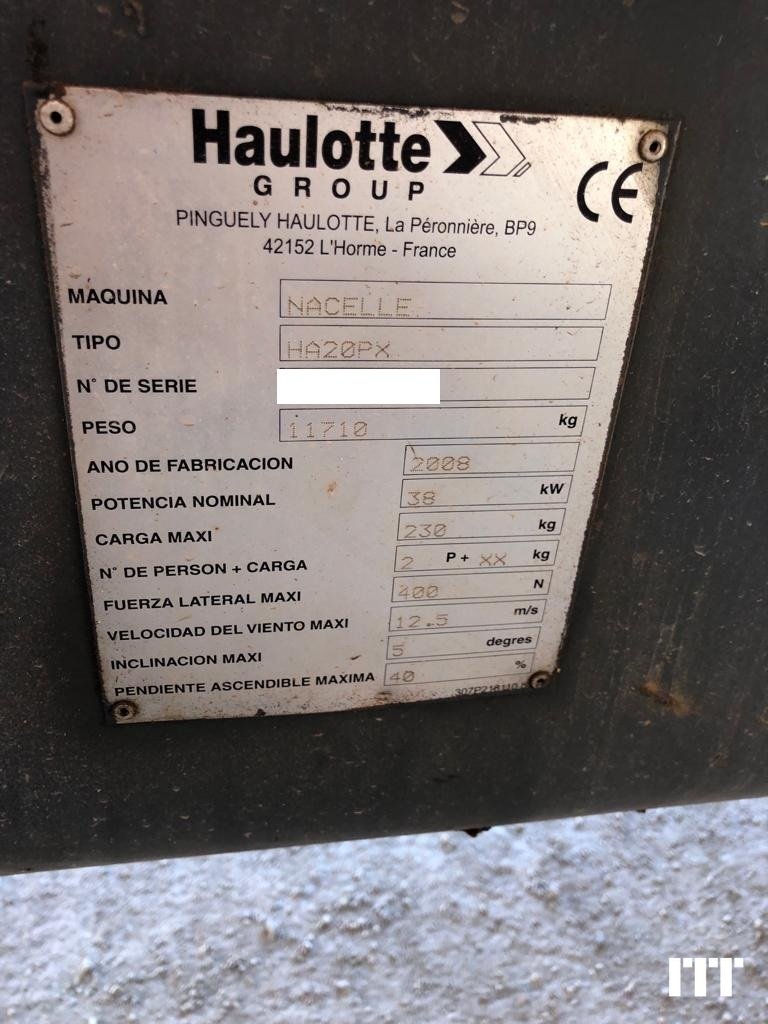 Haulotte
GROUP
CE
PINGUELY HAULOTTE, La Péronnière, BP9
42152 L'Horme - France
MAQUINA NACELLE
TIPO HA20PX
N° DE SERIE
PESO 11710 kg
ANO DE FABRICACION 2008
POTENCIA NOMINAL 38 kW
CARGA MAXI 230 kg
N° DE PERSON + CARGA 2 P + XX kg
FUERZA LATERAL MAXI 400 N
VELOCIDAD DEL VIENTO MAXI 12.5 m/s
INCLINACION MAXI 5 degres
PENDIENTE ASCENDIBLE MAXIMA 40 %
ITT